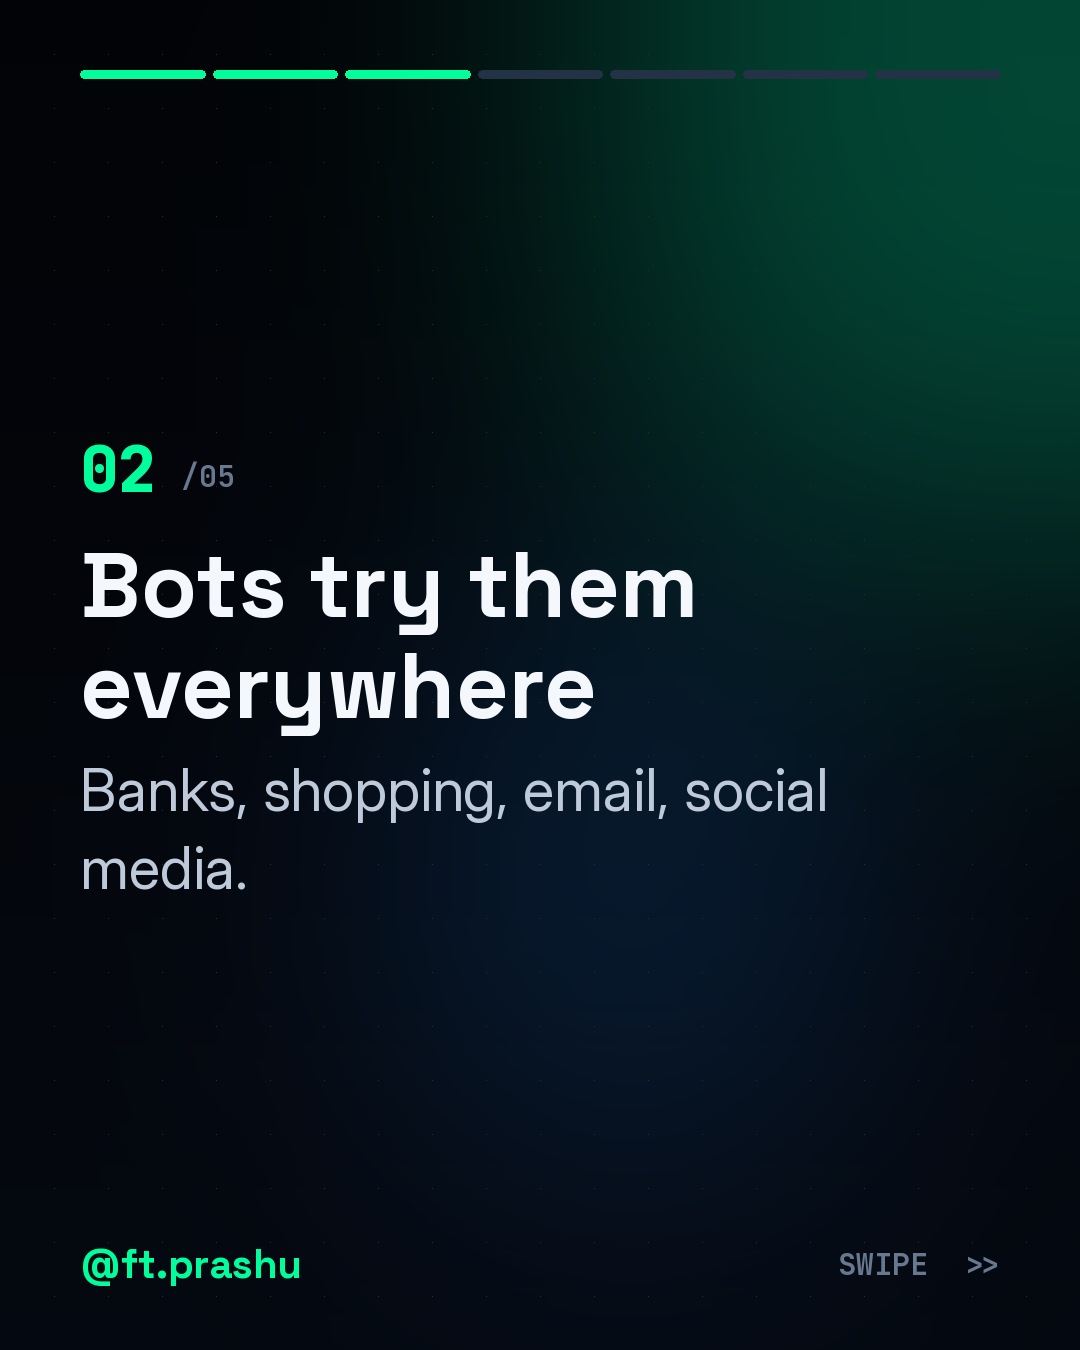 02 /05
Bots try them
everywhere
Banks, shopping, email, social
media.
@ft.prashu
SWIPE >>